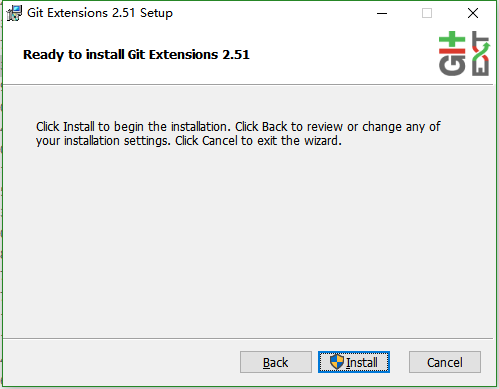 Git Extensions 2.51 Setup
Ready to install Git Extensions 2.51
GIT
EXT
Click Install to begin the installation. Click Back to review or change any of
your installation settings. Click Cancel to exit the wizard.
Back
Install
Cancel